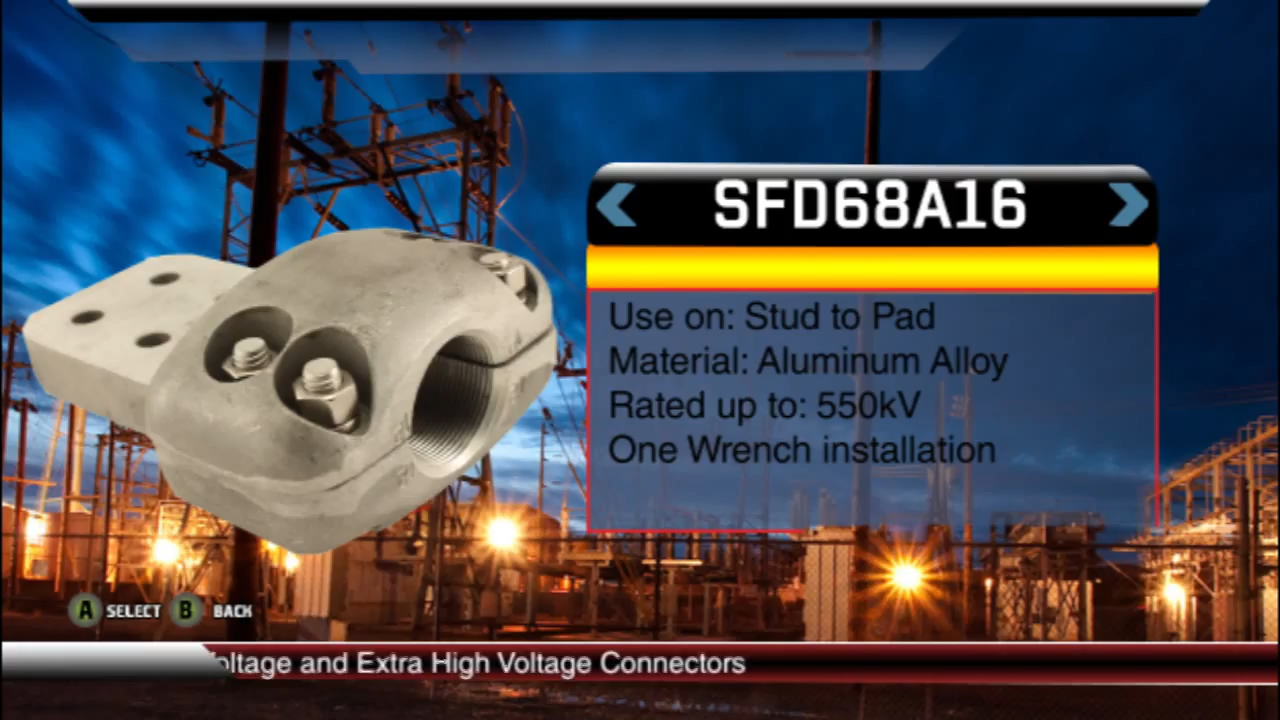 SFD68A16
Use on: Stud to Pad
Material: Aluminum Alloy
Rated up to: 550kV
One Wrench installation
A SELECT B BACK
oltage and Extra High Voltage Connectors